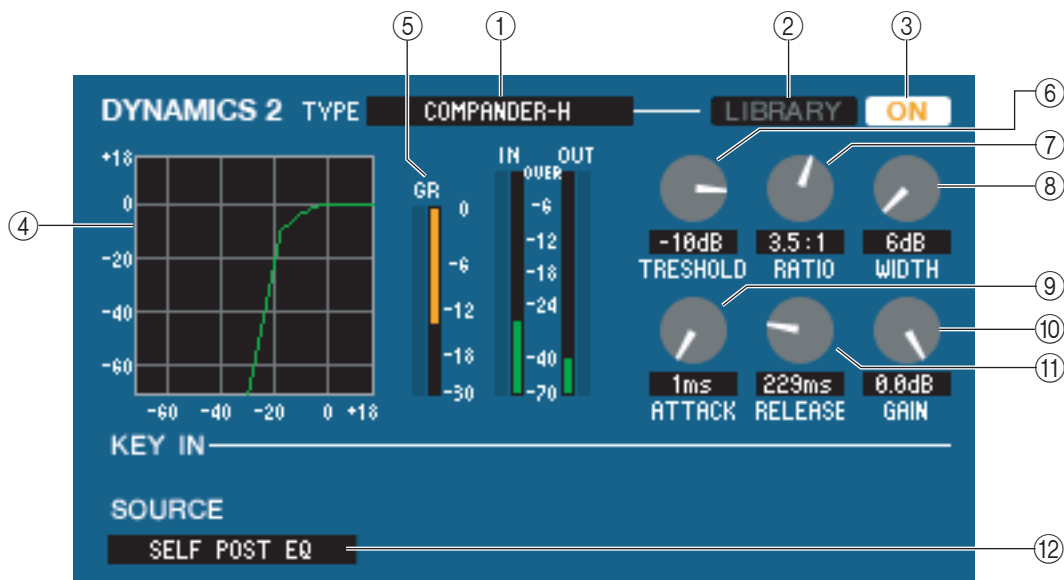 ⑤ ① ② ③
DYNAMICS 2 TYPE COMPANDER-H LIBRARY ON
⑥
⑦
⑧
④
⑨
⑩
⑪
⑫
+18
0
-20
-40
-60
-60 -40 -20 0 +18
GR
0
-6
-12
-18
-30
IN OUT
OVER
-6
-12
-18
-24
-40
-70
-10dB 3.5:1 6dB
TRESHOLD RATIO WIDTH
1ms 229ms 0.0dB
ATTACK RELEASE GAIN
KEY IN
SOURCE
SELF POST EQ